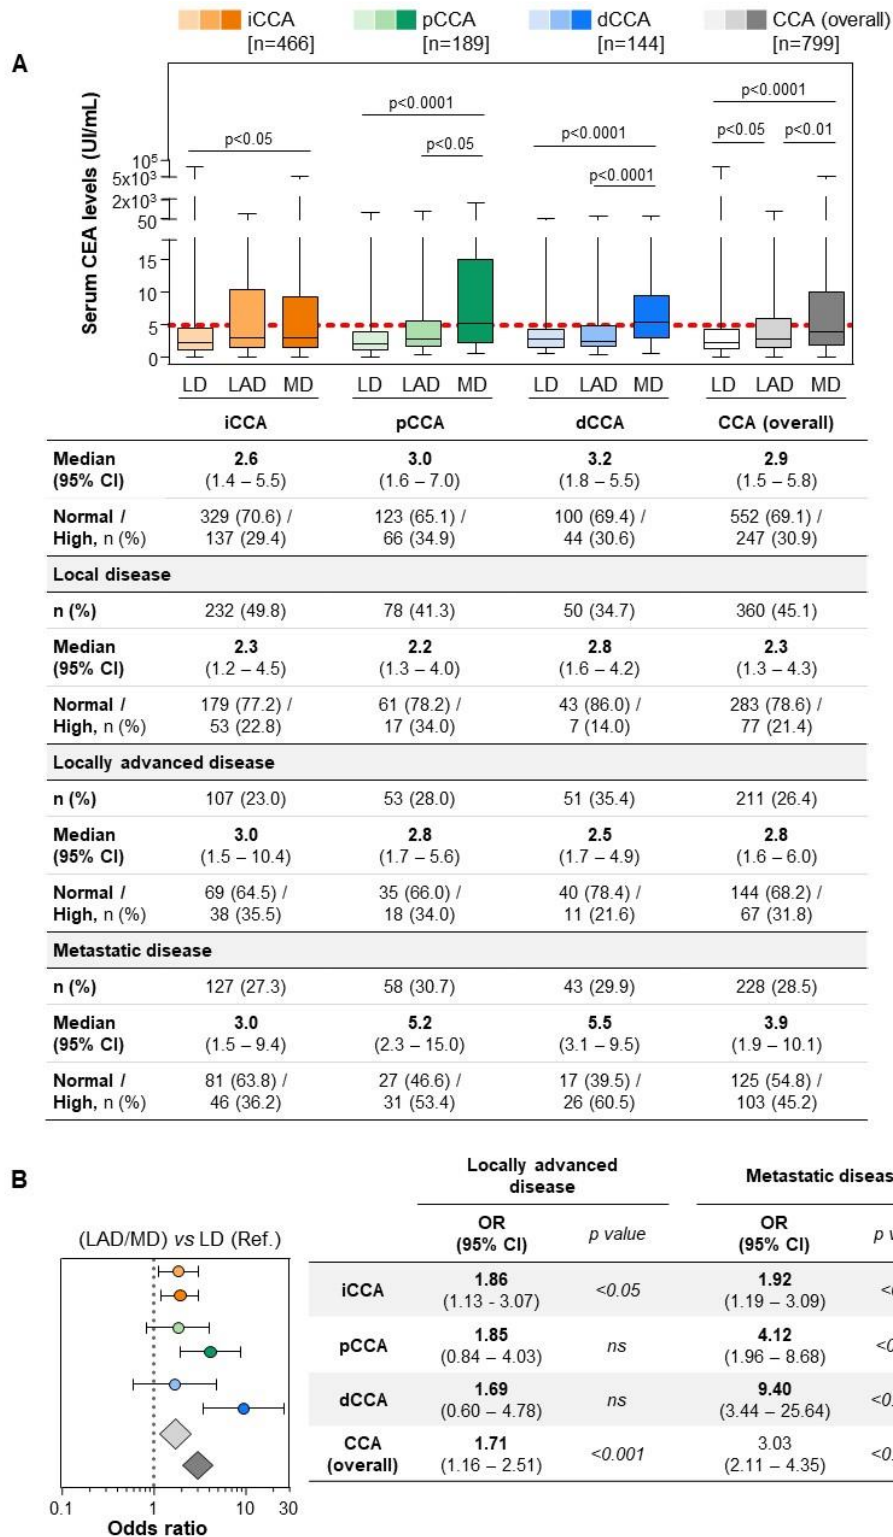 iCCA
[n=466]
pCCA
[n=189]
dCCA
[n=144]
CCA (overall)
[n=799]
A
Serum CEA levels (UI/mL)
10⁵
5x10³
2x10³
50
15
10
5
0
p<0.05
p<0.0001
p<0.05
p<0.0001
p<0.0001
p<0.0001
p<0.05
p<0.01
LD LAD MD LD LAD MD LD LAD MD LD LAD MD
iCCA pCCA dCCA CCA (overall)
Median 2.6 3.0 3.2 2.9
(95% CI) (1.4 – 5.5) (1.6 – 7.0) (1.8 – 5.5) (1.5 – 5.8)
Normal / 329 (70.6) / 123 (65.1) / 100 (69.4) / 552 (69.1) /
High, n (%) 137 (29.4) 66 (34.9) 44 (30.6) 247 (30.9)
Local disease
n (%) 232 (49.8) 78 (41.3) 50 (34.7) 360 (45.1)
Median 2.3 2.2 2.8 2.3
(95% CI) (1.2 – 4.5) (1.3 – 4.0) (1.6 – 4.2) (1.3 – 4.3)
Normal / 179 (77.2) / 61 (78.2) / 43 (86.0) / 283 (78.6) /
High, n (%) 53 (22.8) 17 (34.0) 7 (14.0) 77 (21.4)
Locally advanced disease
n (%) 107 (23.0) 53 (28.0) 51 (35.4) 211 (26.4)
Median 3.0 2.8 2.5 2.8
(95% CI) (1.5 – 10.4) (1.7 – 5.6) (1.7 – 4.9) (1.6 – 6.0)
Normal / 69 (64.5) / 35 (66.0) / 40 (78.4) / 144 (68.2) /
High, n (%) 38 (35.5) 18 (34.0) 11 (21.6) 67 (31.8)
Metastatic disease
n (%) 127 (27.3) 58 (30.7) 43 (29.9) 228 (28.5)
Median 3.0 5.2 5.5 3.9
(95% CI) (1.5 – 9.4) (2.3 – 15.0) (3.1 – 9.5) (1.9 – 10.1)
Normal / 81 (63.8) / 27 (46.6) / 17 (39.5) / 125 (54.8) /
High, n (%) 46 (36.2) 31 (53.4) 26 (60.5) 103 (45.2)
B
(LAD/MD) vs LD (Ref.)
0.1 1 10 30
Odds ratio
Locally advanced
disease
Metastatic
OR
(95% CI)
p value
OR
(95% CI)
p
iCCA
1.86
(1.13 - 3.07)
<0.05
1.92
(1.19 – 3.09)
pCCA
1.85
(0.84 – 4.03)
ns
4.12
(1.96 – 8.68)
dCCA
1.69
(0.60 – 4.78)
ns
9.40
(3.44 – 25.64)
CCA
(overall)
1.71
(1.16 – 2.51)
<0.001
3.03
(2.11 – 4.35)